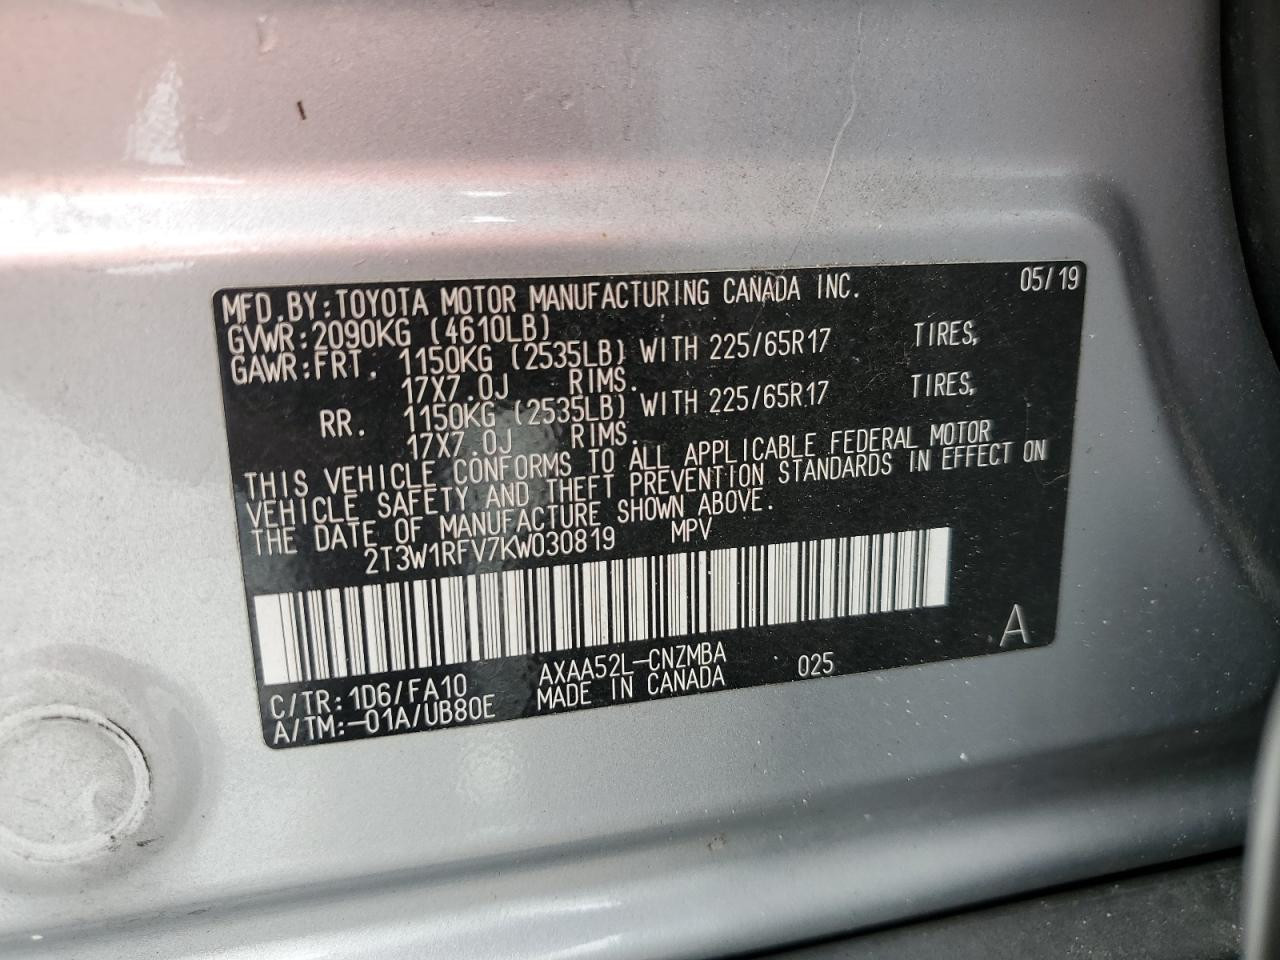 MFD.BY:TOYOTA MOTOR MANUFACTURING CANADA INC. 05/19
GVWR:2090KG (4610LB)
GAWR:FRT. 1150KG (2535LB) WITH 225/65R17 TIRES,
17X7.0J RIMS.
RR. 1150KG (2535LB) WITH 225/65R17 TIRES,
17X7.0J RIMS.
THIS VEHICLE CONFORMS TO ALL APPLICABLE FEDERAL MOTOR
VEHICLE SAFETY AND THEFT PREVENTION STANDARDS IN EFFECT ON
THE DATE OF MANUFACTURE SHOWN ABOVE.
2T3W1RFV7KW030819 MPV
A
C/TR:1D6/FA10 AXAA52L-CNZMBA 025
A/TM:-01A/UB80E MADE IN CANADA